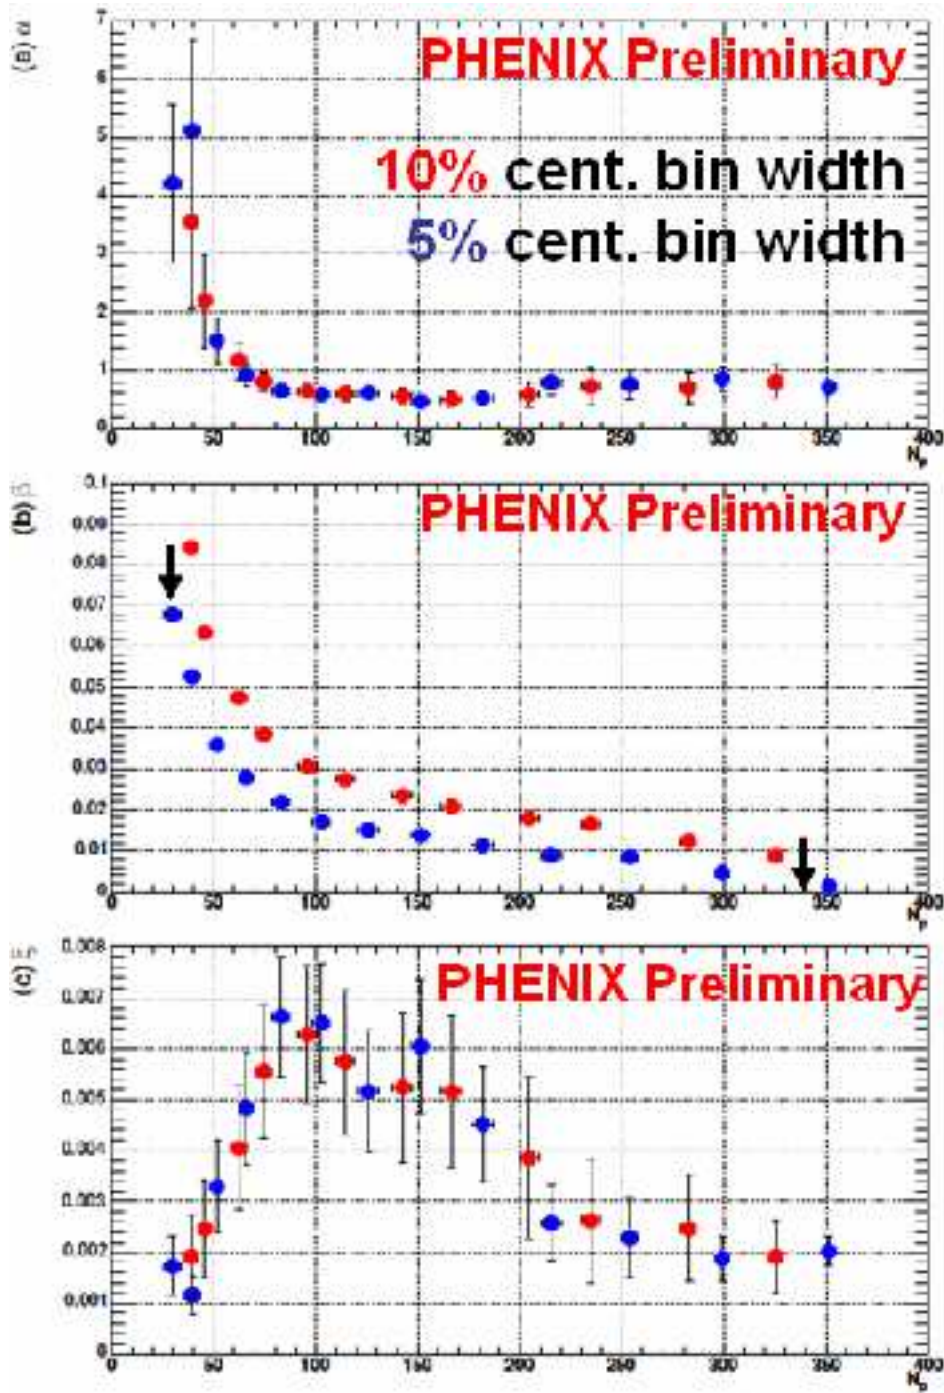 (a) α
PHENIX Preliminary
10% cent. bin width
5% cent. bin width
7
6
5
4
3
2
1
0
0 50 100 150 200 250 300 350 400
Np
(b) β
PHENIX Preliminary
0.1
0.09
0.08
0.07
0.06
0.05
0.04
0.03
0.02
0.01
0
0 50 100 150 200 250 300 350 400
Np
(c) ξ
PHENIX Preliminary
0.008
0.007
0.006
0.005
0.004
0.003
0.002
0.001
0
0 50 100 150 200 250 300 350 400
Np